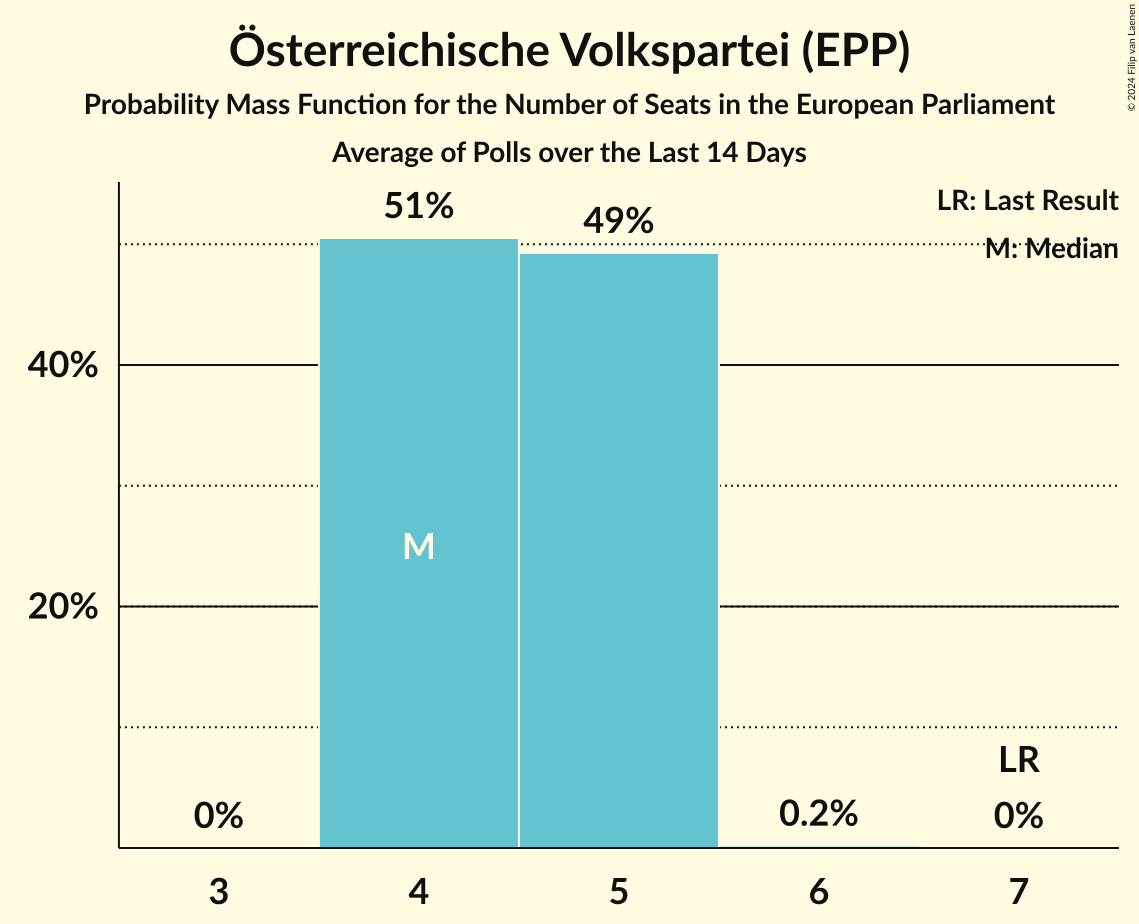 Österreichische Volkspartei (EPP)
Probability Mass Function for the Number of Seats in the European Parliament
Average of Polls over the Last 14 Days
© 2024 Filip van Laenen
LR: Last Result
M: Median
51%
49%
40%
M
20%
LR
0%
0.2%
0%
3
4
5
6
7